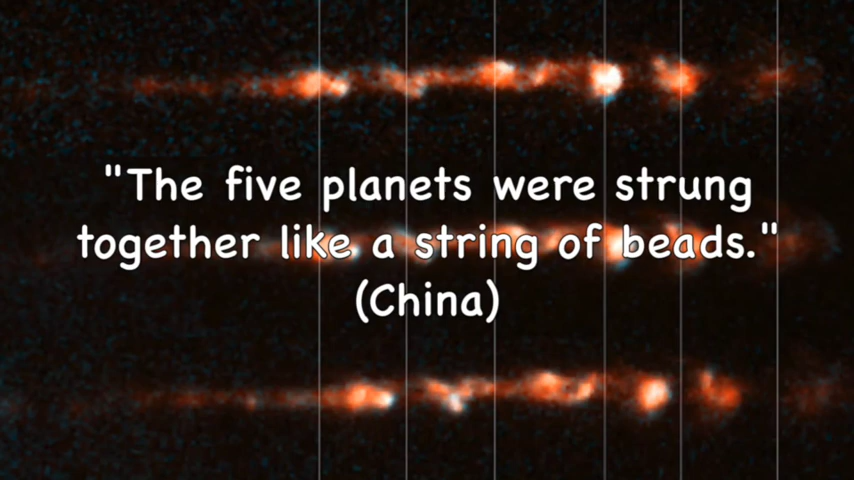 "The five planets were strung
together like a string of beads."
(China)